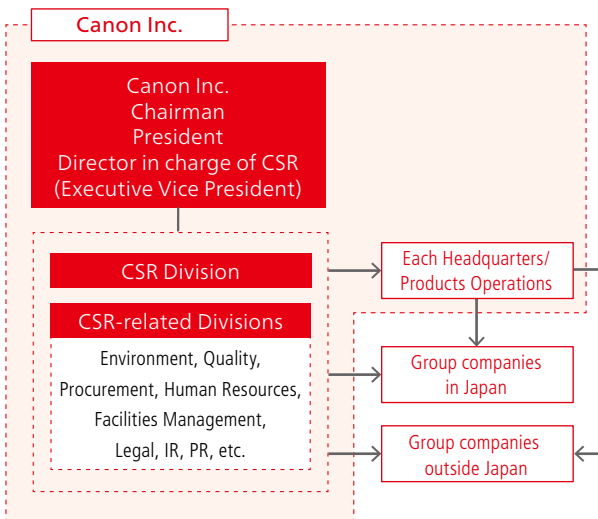 Canon Inc.
Canon Inc.
Chairman
President
Director in charge of CSR
(Executive Vice President)
CSR Division
CSR-related Divisions
Environment, Quality,
Procurement, Human Resources,
Facilities Management,
Legal, IR, PR, etc.
Each Headquarters/
Products Operations
Group companies
in Japan
Group companies
outside Japan